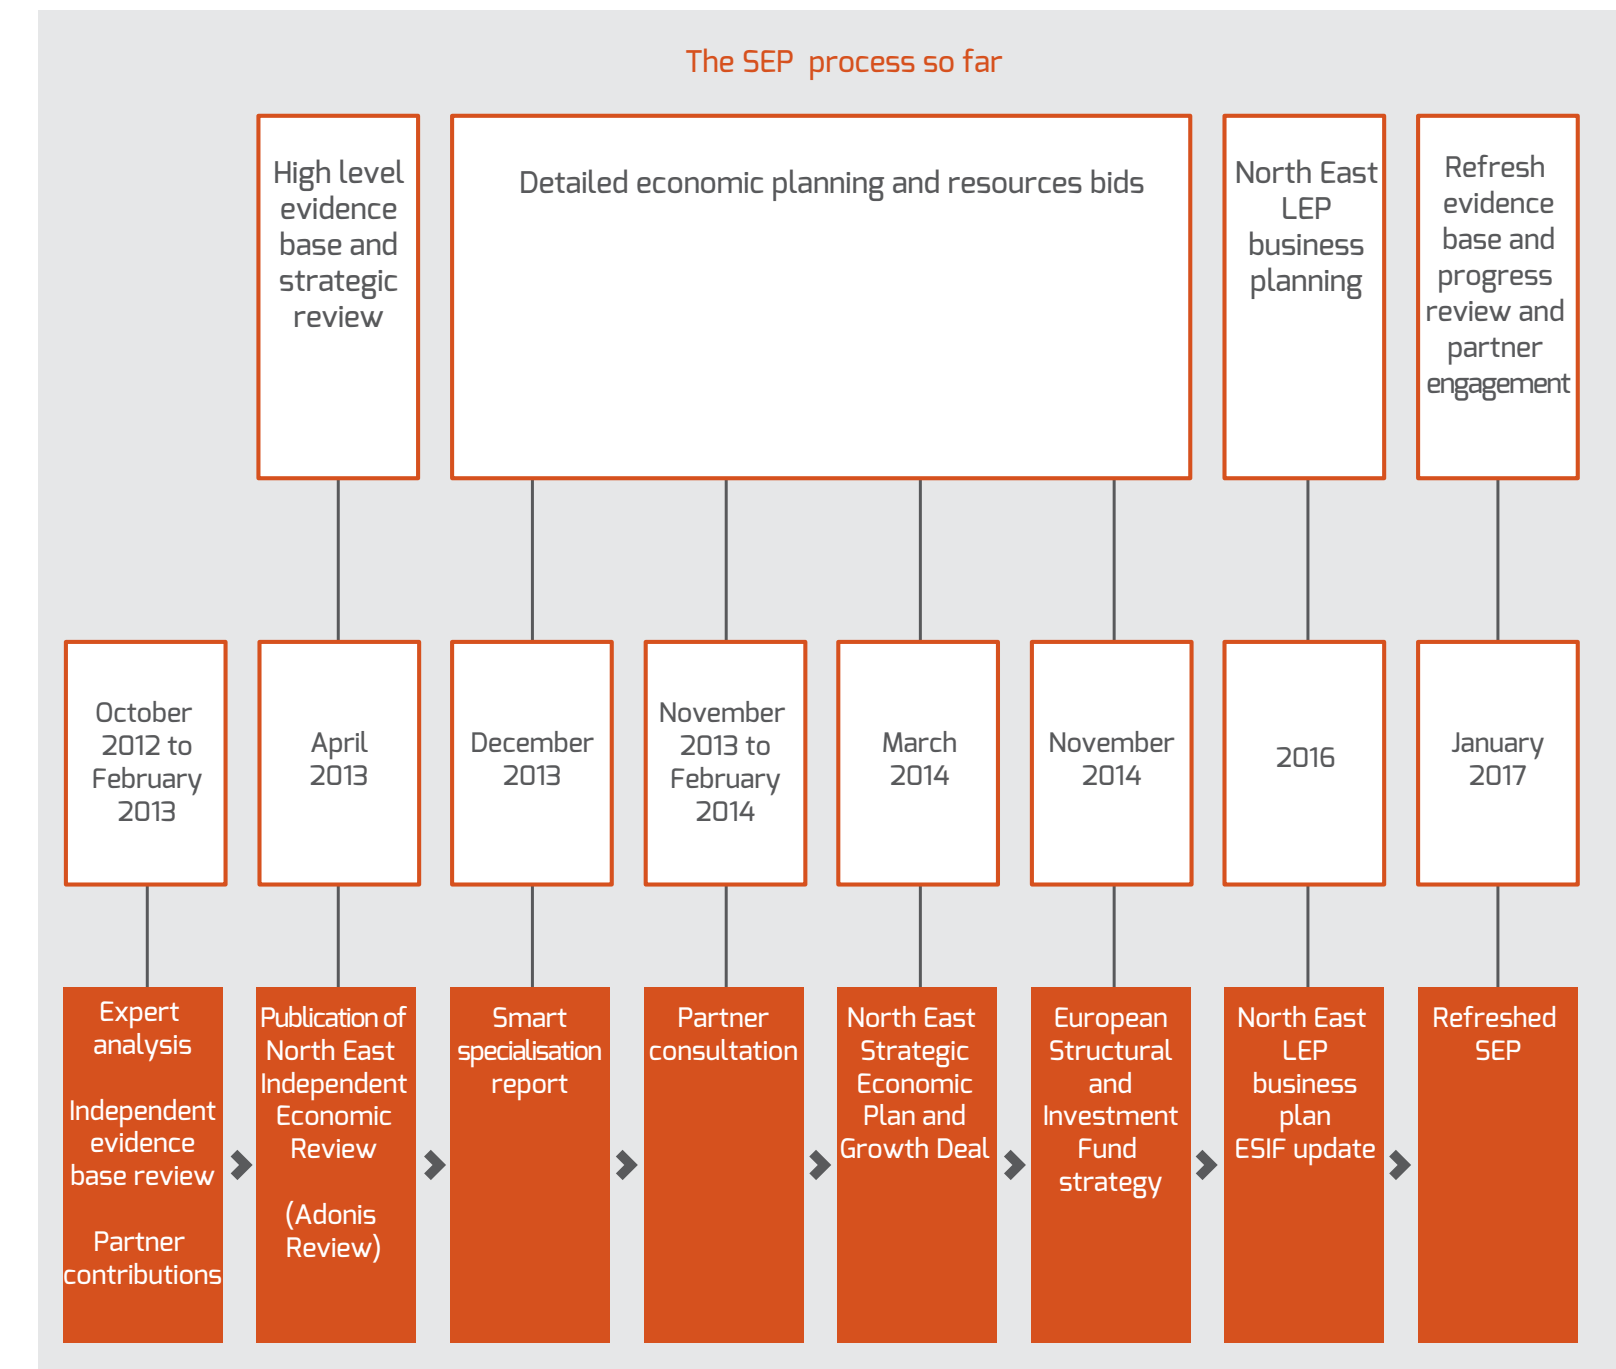 The SEP process so far
High level
evidence
base and
strategic
review
Detailed economic planning and resources bids
North East
LEP
business
planning
Refresh
evidence
base and
progress
review and
partner
engagement
October
2012 to
February
2013
April
2013
December
2013
November
2013 to
February
2014
March
2014
November
2014
2016
January
2017
Expert
analysis
Independent
evidence
base review
Partner
contributions
Publication of
North East
Independent
Economic
Review
(Adonis
Review)
Smart
specialisation
report
Partner
consultation
North East
Strategic
Economic
Plan and
Growth Deal
European
Structural
and
Investment
Fund
strategy
North East
LEP
business
plan
ESIF update
Refreshed
SEP